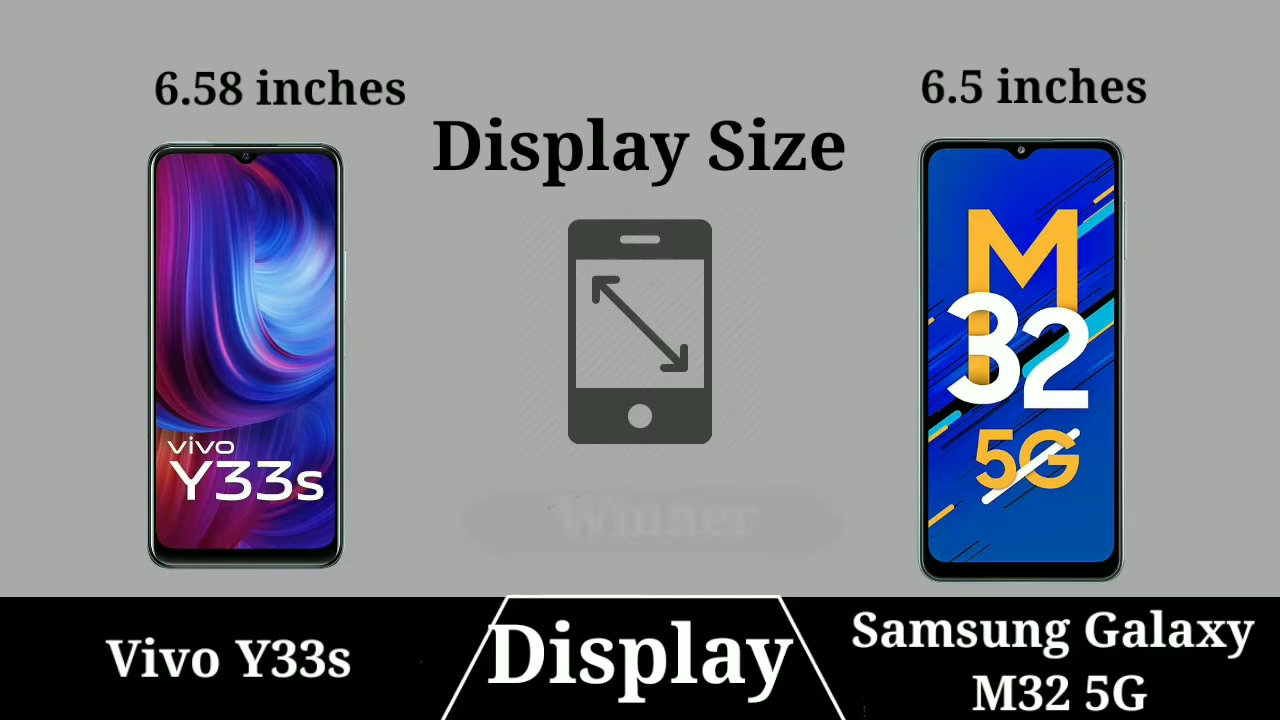 6.58 inches
6.5 inches
Display Size
vivo
Y33s
M
32
5G
Winner
Vivo Y33s
Display
Samsung Galaxy
M32 5G